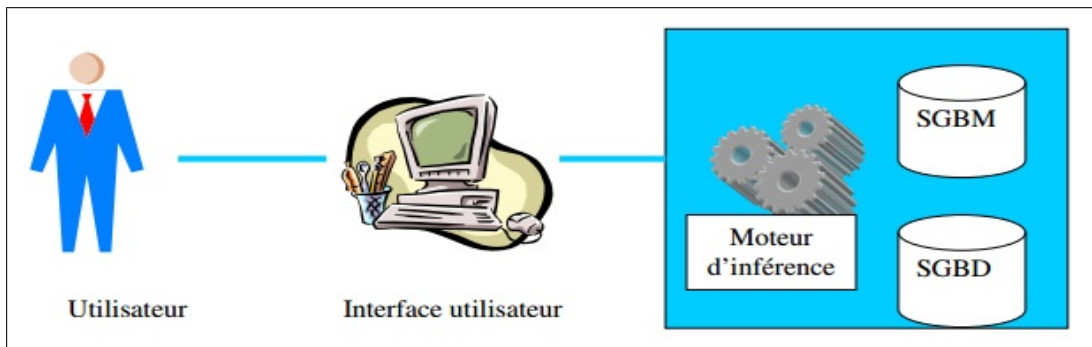 SGBM
Moteur
d'inférence
SGBD
Utilisateur
Interface utilisateur